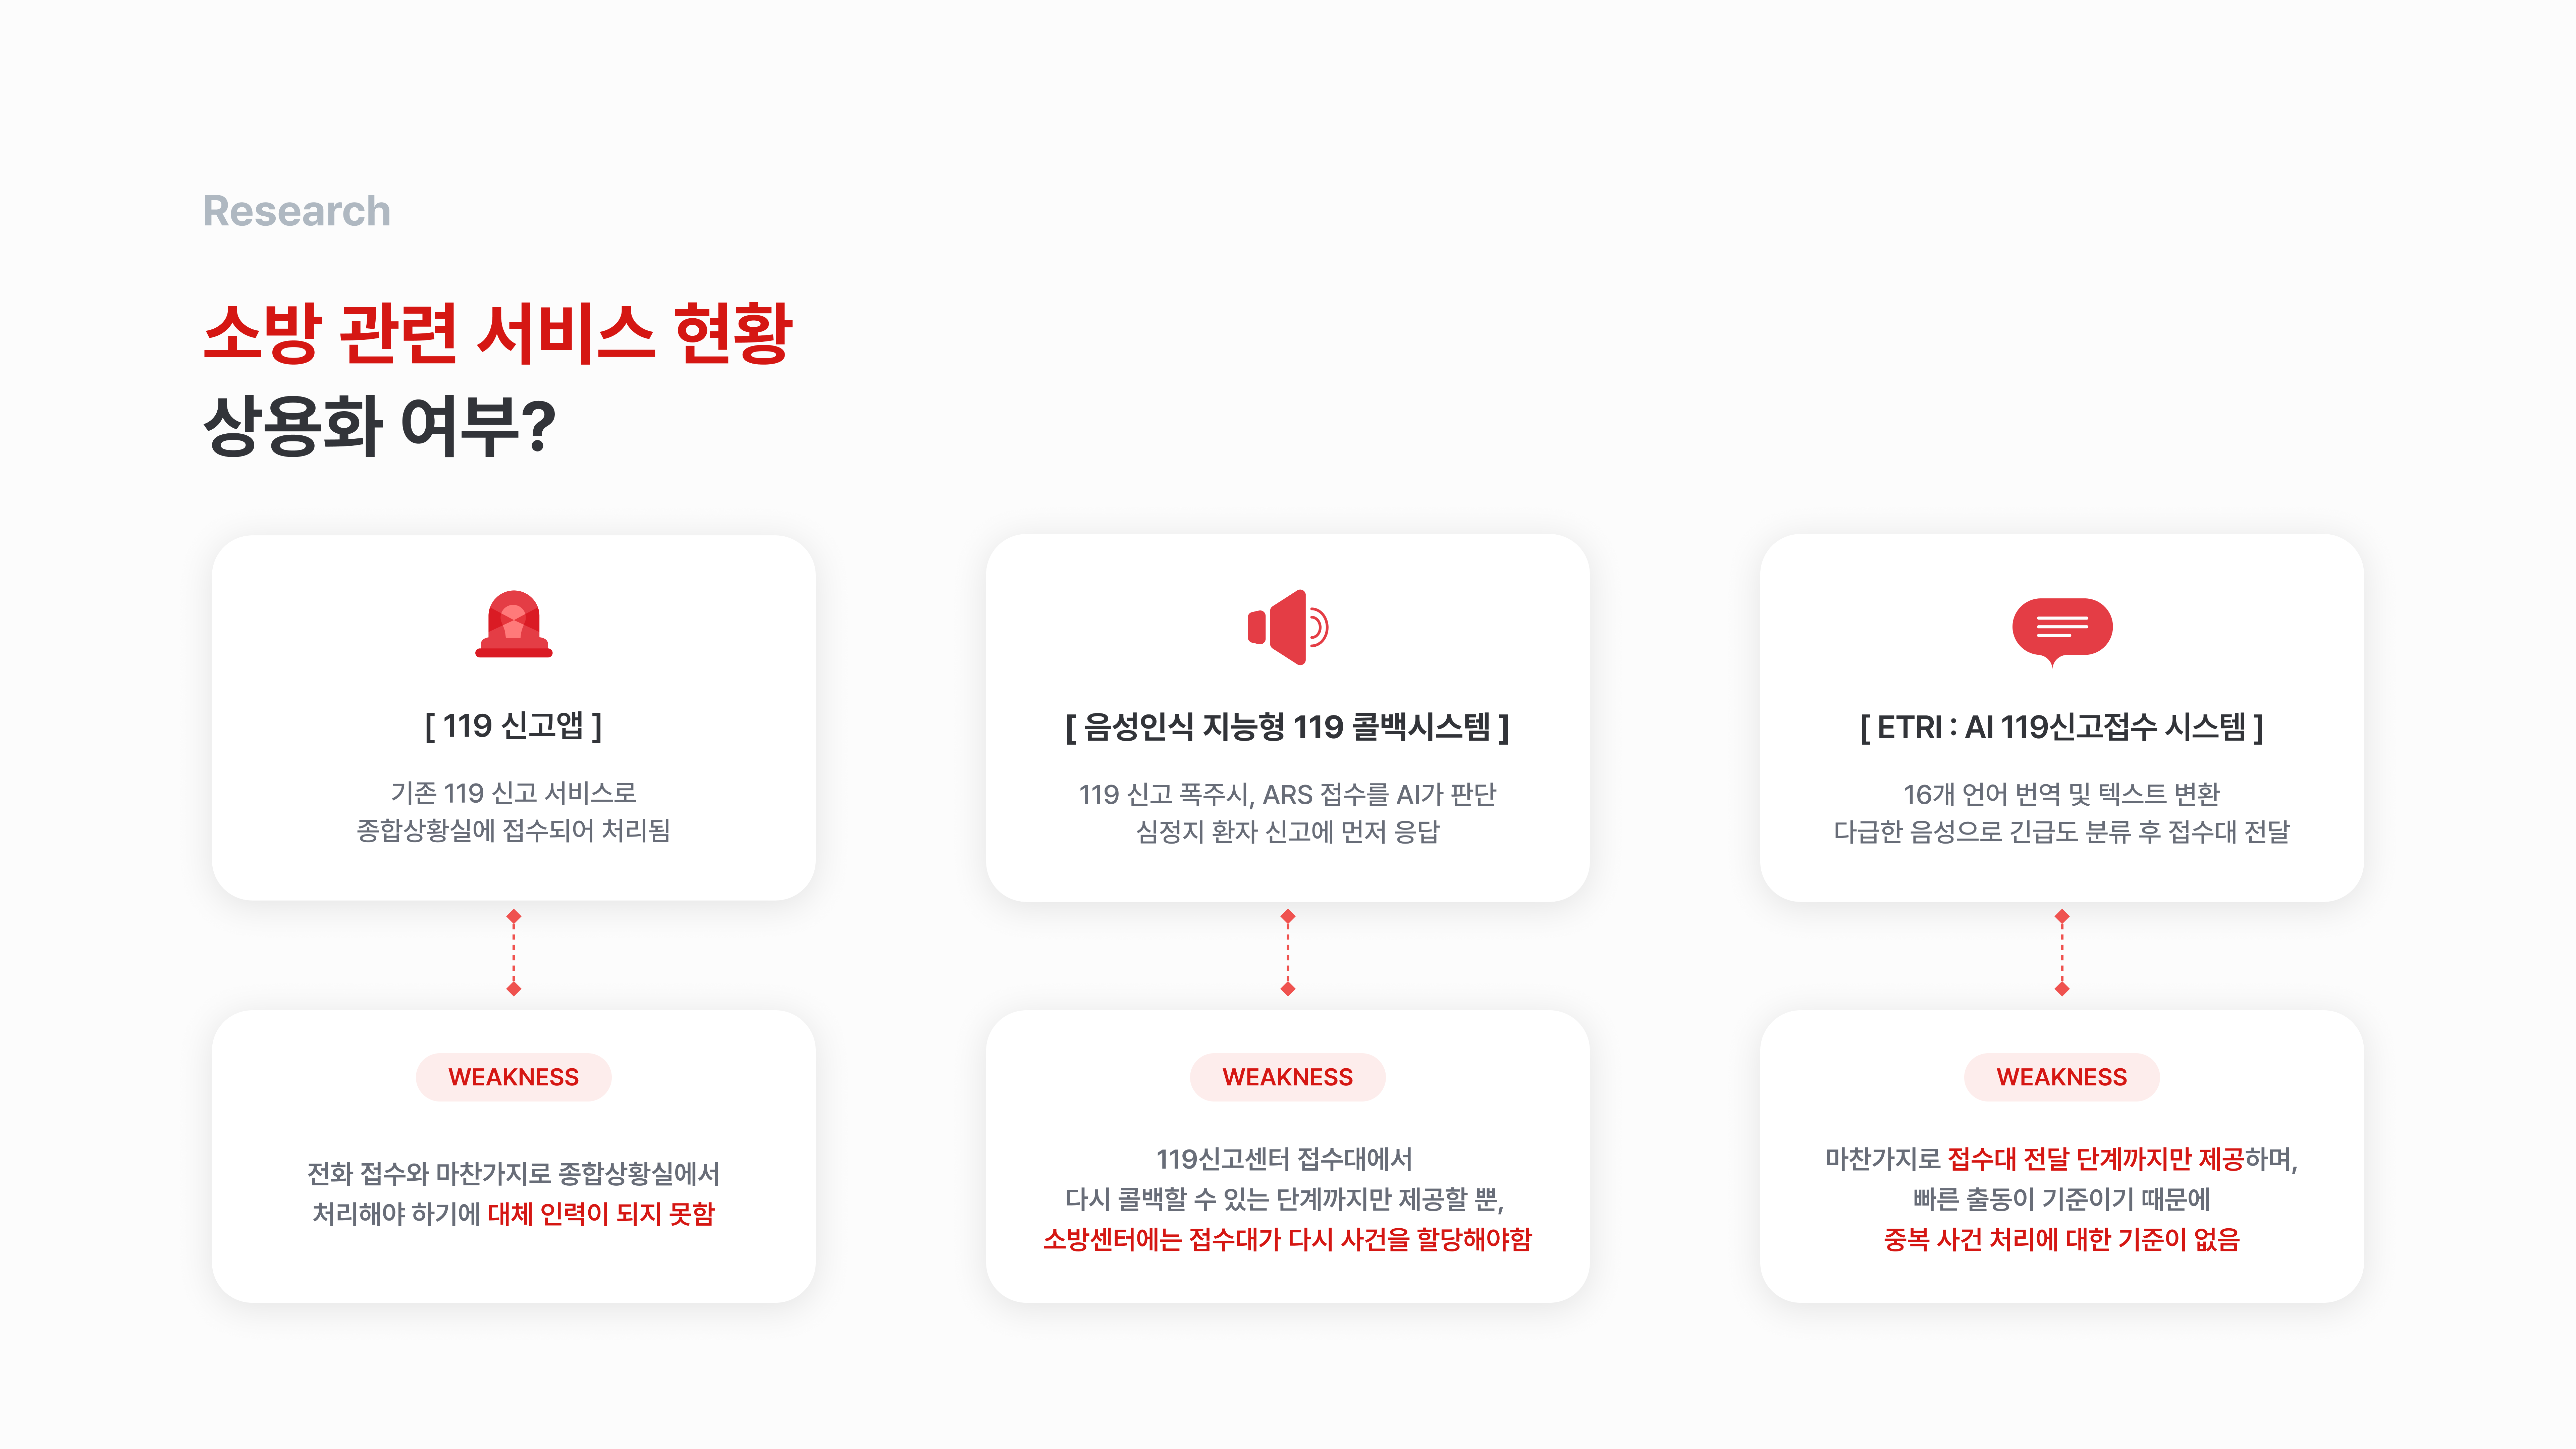 Research
소방 관련 서비스 현황
상용화 여부?
[ 119 신고앱 ]
기존 119 신고 서비스로
종합상황실에 접수되어 처리됨
WEAKNESS
전화 접수와 마찬가지로 종합상황실에서
처리해야 하기에 대체 인력이 되지 못함
[ 음성인식 지능형 119 콜백시스템 ]
119 신고 폭주시, ARS 접수를 AI가 판단
심정지 환자 신고에 먼저 응답
WEAKNESS
119신고센터 접수대에서
다시 콜백할 수 있는 단계까지만 제공할 뿐,
소방센터에는 접수대가 다시 사건을 할당해야함
[ ETRI : AI 119신고접수 시스템 ]
16개 언어 번역 및 텍스트 변환
다급한 음성으로 긴급도 분류 후 접수대 전달
WEAKNESS
마찬가지로 접수대 전달 단계까지만 제공하며,
빠른 출동이 기준이기 때문에
중복 사건 처리에 대한 기준이 없음